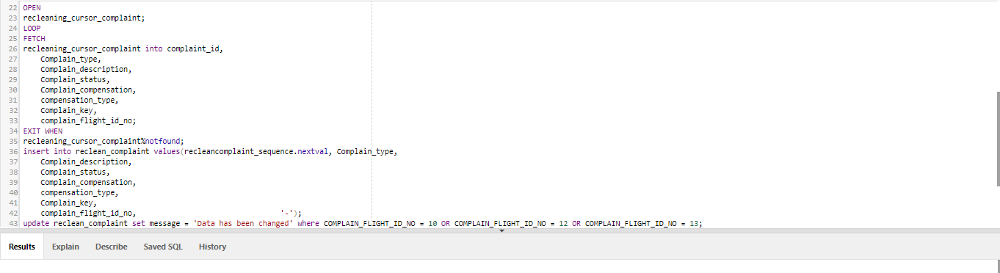 22 OPEN
23 recleaning_cursor_complaint;
24 LOOP
25 FETCH
26 recleaning_cursor_complaint into complaint_id,
27 Complain_type,
28 Complain_description,
29 Complain_status,
30 Complain_compensation,
31 compensation_type,
32 Complain_key,
33 complain_flight_id_no;
34 EXIT WHEN
35 recleaning_cursor_complaint%notfound;
36 insert into reclean_complaint values(recleancomplaint_sequence.nextval, Complain_type,
37 Complain_description,
38 Complain_status,
39 Complain_compensation,
40 compensation_type,
41 Complain_key,
42 complain_flight_id_no, '-');
43 update reclean_complaint set message = 'Data has been changed' where COMPLAIN_FLIGHT_ID_NO = 10 OR COMPLAIN_FLIGHT_ID_NO = 12 OR COMPLAIN_FLIGHT_ID_NO = 13;
Results Explain Describe Saved SQL History